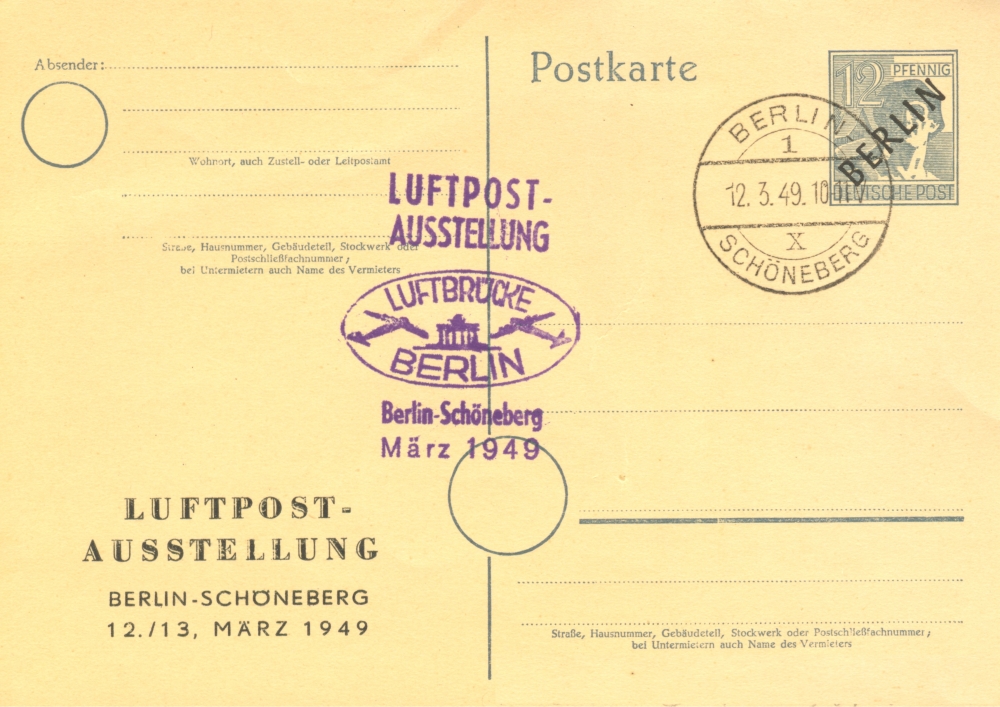 Absender:
Wohnort, auch Zustell- oder Leitpostamt
Straße, Hausnummer, Gebäudeteil, Stockwerk oder
Postschließfachnummer;
bei Untermietern auch Name des Vermieters
Postkarte
12 PFENNIG
BERLIN
DEUTSCHE POST
BERLIN
1
12. 3. 49. 10
X
SCHÖNEBERG
LUFTPOST-
AUSSTELLUNG
LUFTBRÜCKE
BERLIN
Berlin-Schöneberg
März 1949
LUFTPOST-
AUSSTELLUNG
BERLIN-SCHÖNEBERG
12./13, MÄRZ 1949
Straße, Hausnummer, Gebäudeteil, Stockwerk oder Postschließfachnummer;
bei Untermietern auch Name des Vermieters